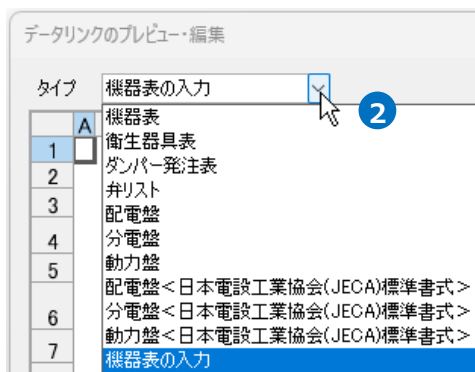 データリンクのプレビュー・編集
タイプ 機器表の入力
2
A 機器表
1 衛生器具表
2 ダンパー発注表
弁リスト
3 配電盤
4 分電盤
5 動力盤
配電盤＜日本電設工業協会(JECA)標準書式＞
6 分電盤＜日本電設工業協会(JECA)標準書式＞
動力盤＜日本電設工業協会(JECA)標準書式＞
7 機器表の入力